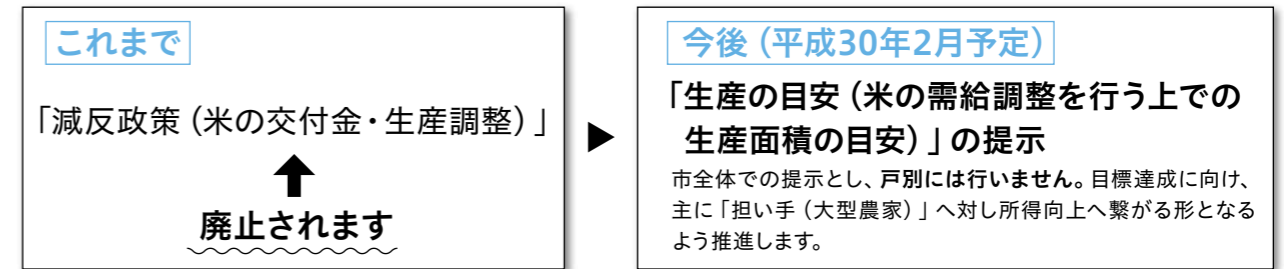 これまで
「減反政策(米の交付金・生産調整)」
廃止されます
今後(平成30年2月予定)
「生産の目安(米の需給調整を行う上での
生産面積の目安)」の提示
市全体での提示とし、戸別には行いません。目標達成に向け、
主に「担い手(大型農家)」へ対し所得向上へ繋がる形となる
よう推進します。